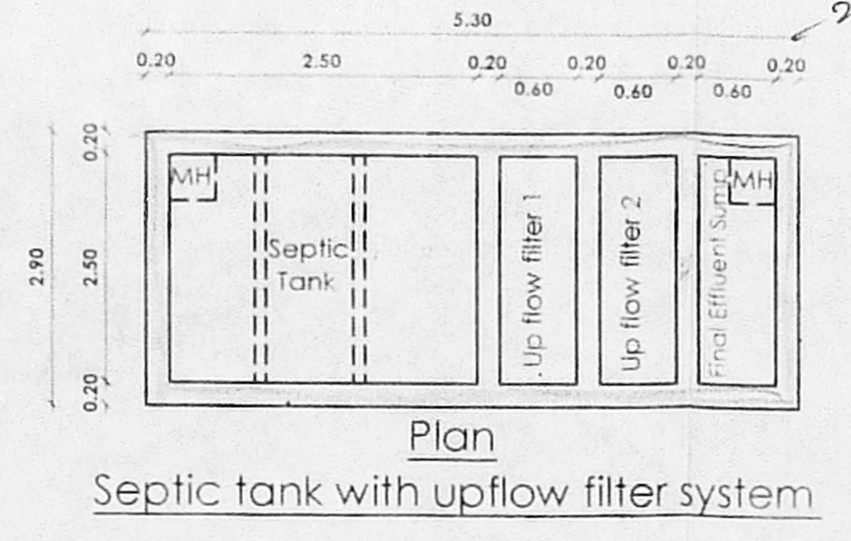 5.30
0.20 2.50 0.20 0.20 0.20 0.20
0.60 0.60 0.60
0.20
2.90
2.50
0.20
MH
Septic
Tank
.Up flow filter 1
Up flow filter 2
Final Effluent Sump
MH
Plan
Septic tank with upflow filter system